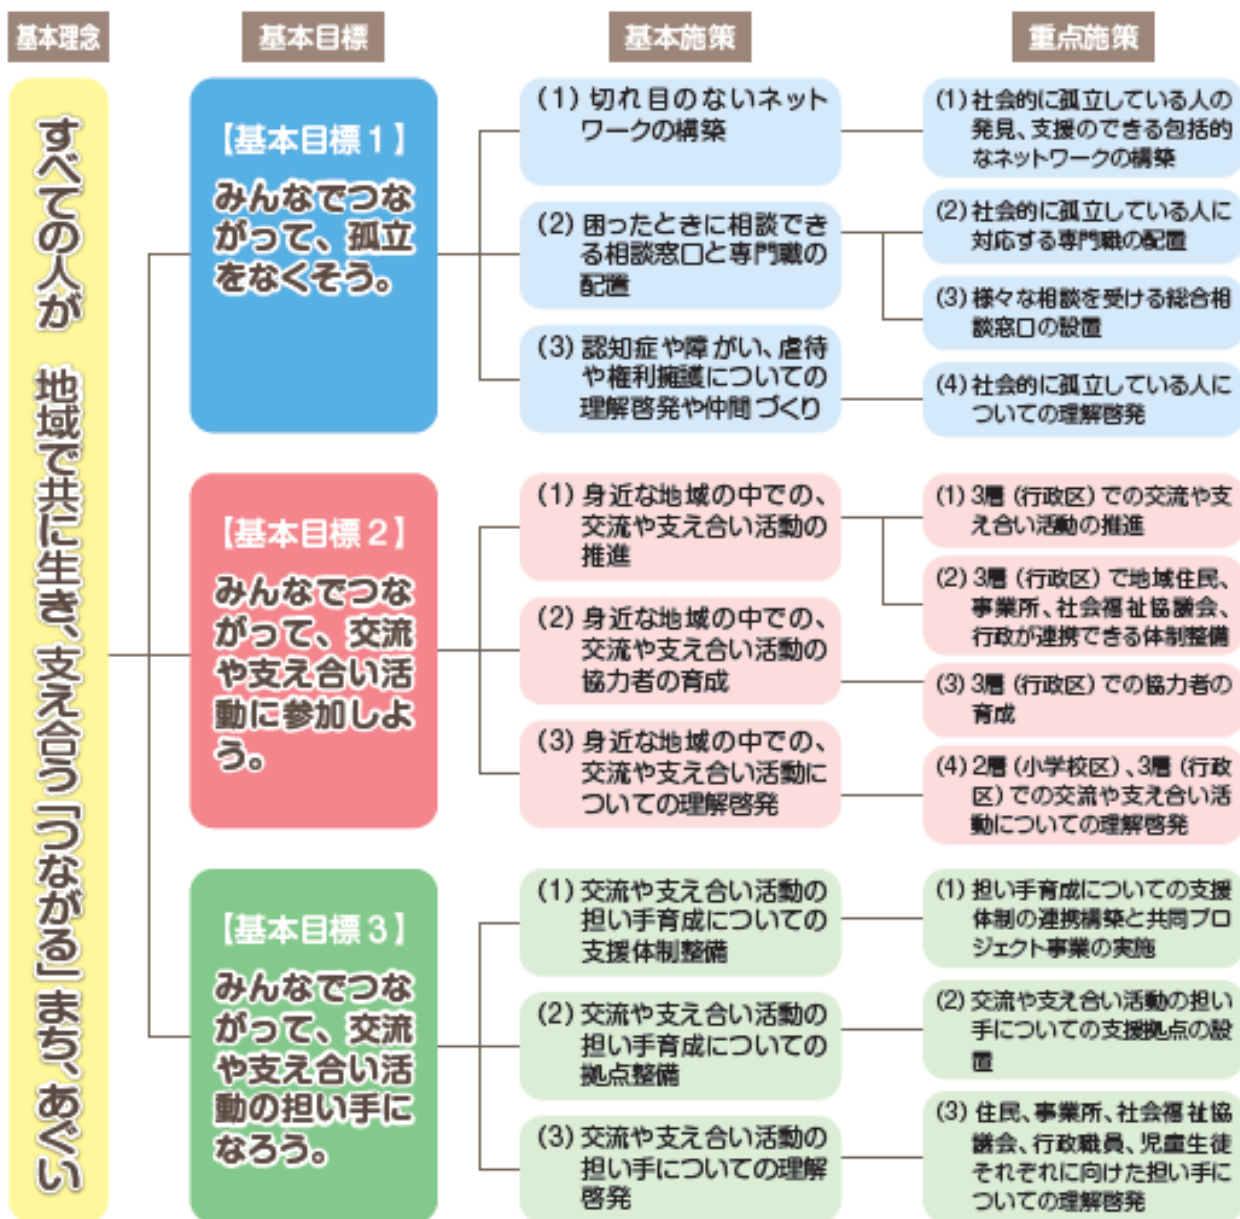 基本理念
基本目標
基本施策
重点施策
すべての人が 地域で共に生き、支え合う「つながる」まち、あぐい
【基本目標1】
みんなでつな
がって、孤立
をなくそう。
(1)切れ目のないネット
ワークの構築
(2)困ったときに相談でき
る相談窓口と専門職の
配置
(3)認知症や障がい、虐待
や権利擁護についての
理解啓発や仲間づくり
(1)社会的に孤立している人の
発見、支援のできる包括的
なネットワークの構築
(2)社会的に孤立している人に
対応する専門職の配置
(3)様々な相談を受ける総合相
談窓口の設置
(4)社会的に孤立している人に
ついての理解啓発
【基本目標2】
みんなでつな
がって、交流
や支え合い活
動に参加しよ
う。
(1)身近な地域の中での、
交流や支え合い活動の
推進
(2)身近な地域の中での、
交流や支え合い活動の
協力者の育成
(3)身近な地域の中での、
交流や支え合い活動に
ついての理解啓発
(1)3層(行政区)での交流や支
え合い活動の推進
(2)3層(行政区)で地域住民、
事業所、社会福祉協議会、
行政が連携できる体制整備
(3)3層(行政区)での協力者の
育成
(4)2層(小学校区)、3層(行政
区)での交流や支え合い活
動についての理解啓発
【基本目標3】
みんなでつな
がって、交流
や支え合い活
動の担い手に
なろう。
(1)交流や支え合い活動の
担い手育成についての
支援体制整備
(2)交流や支え合い活動の
担い手育成についての
拠点整備
(3)交流や支え合い活動の
担い手についての理解
啓発
(1)担い手育成についての支援
体制の連携構築と共同プロ
ジェクト事業の実施
(2)交流や支え合い活動の担い
手についての支援拠点の設
置
(3)住民、事業所、社会福祉協
議会、行政職員、児童生徒
それぞれに向けた担い手に
ついての理解啓発